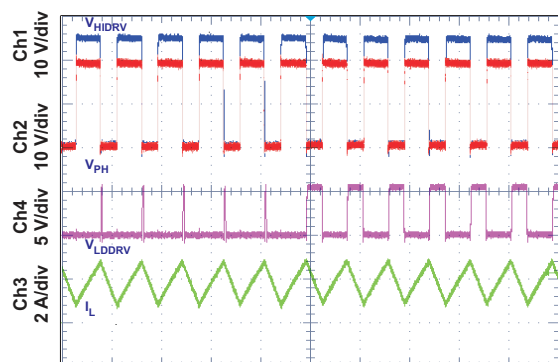 Ch1
10 V/div
Ch2
10 V/div
Ch4
5 V/div
Ch3
2 A/div
VHIDRV
VPH
VLDDRV
IL